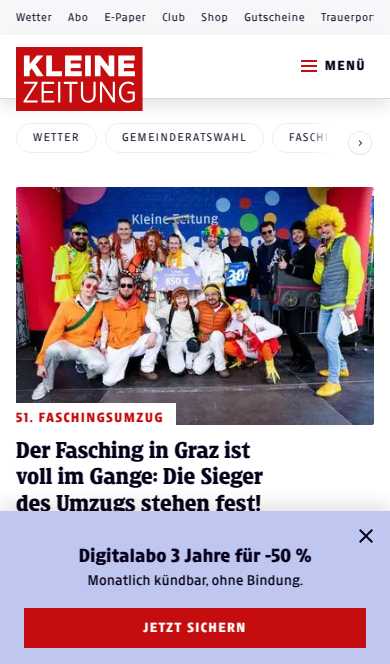 Wetter Abo E-Paper Club Shop Gutscheine
KLEINE
ZEITUNG
MENÜ
WETTER GEMEINDERATSWAHL
Kleine Zeitung
850 €
51. FASCHINGSUMZUG
Der Fasching in Graz ist
voll im Gange: Die Sieger
des Umzugs stehen fest!
Digitalabo 3 Jahre für -50 %
Monatlich kündbar, ohne Bindung.
JETZT SICHERN